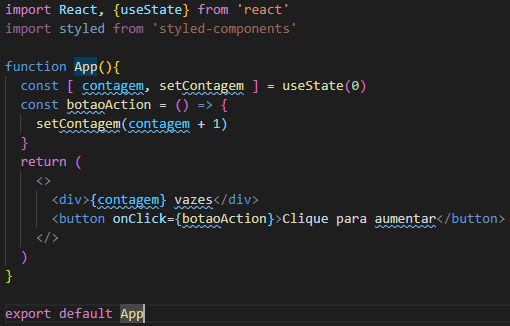 import React, {useState} from 'react'
import styled from 'styled-components'
function App(){
const [ contagem, setContagem ] = useState(0)
const botaoAction = () => {
setContagem(contagem + 1)
}
return (
<>
<div>{contagem} vazes</div>
<button onClick={botaoAction}>Clique para aumentar</button>
</>
)
}
export default App